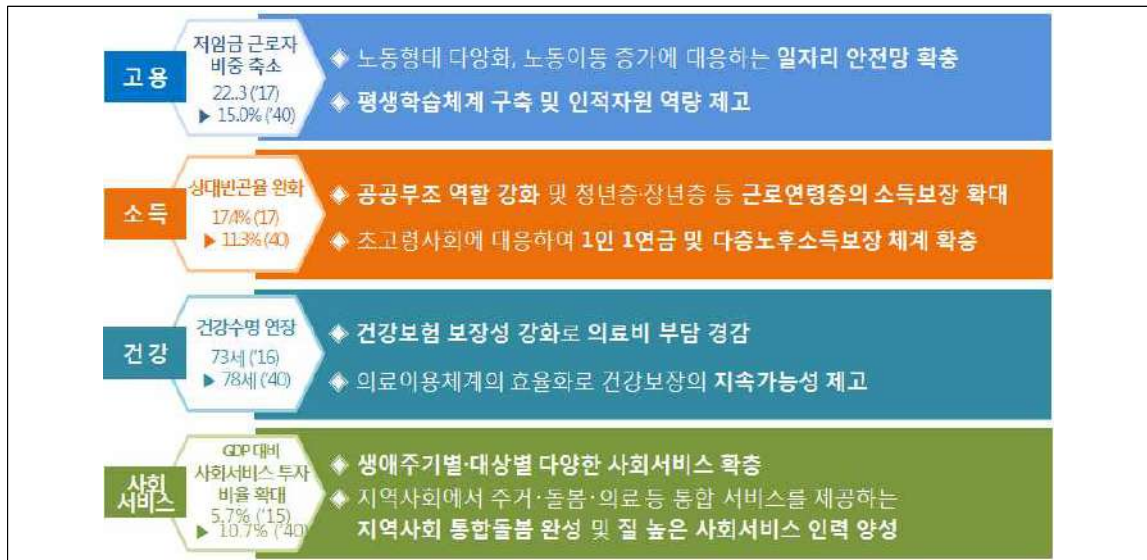 고용
저임금 근로자
비중 축소
22..3 ('17)
▶ 15.0% ('40)
◈ 노동형태 다양화, 노동이동 증가에 대응하는 일자리 안전망 확충
◈ 평생학습체계 구축 및 인적자원 역량 제고
소득
상대빈곤율 완화
17.4% (17)
▶ 11.3% (40)
◈ 공공부조 역할 강화 및 청년층·장년층 등 근로연령층의 소득보장 확대
◈ 초고령사회에 대응하여 1인 1연금 및 다층노후소득보장 체계 확충
건강
건강수명 연장
73세 ('16)
▶ 78세 ('40)
◈ 건강보험 보장성 강화로 의료비 부담 경감
◈ 의료이용체계의 효율화로 건강보장의 지속가능성 제고
사회
서비스
GDP 대비
사회서비스 투자
비율 확대
5.7% ('15)
▶ 10.7% ('40)
◈ 생애주기별·대상별 다양한 사회서비스 확충
◈ 지역사회에서 주거·돌봄·의료 등 통합 서비스를 제공하는
지역사회 통합돌봄 완성 및 질 높은 사회서비스 인력 양성